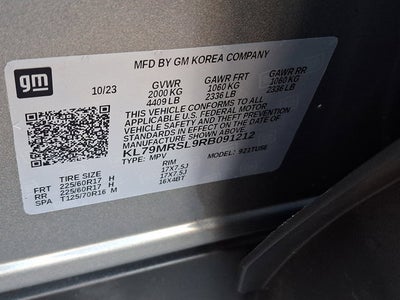 gm
MFD BY GM KOREA COMPANY
10/23 GVWR GAWR FRT GAWR RR
2000 KG 1060 KG 1060 KG
4409 LB 2336 LB 2336 LB
THIS VEHICLE CONFORMS TO ALL
APPLICABLE U.S. FEDERAL MOTOR
VEHICLE SAFETY AND THEFT PREVENTION
STANDARDS IN EFFECT ON THE DATE OF
MANUFACTURE SHOWN ABOVE.
KL79MRSL9RB091212
TYPE: MPV MODEL: 9Z1TUS6
TIRE SIZE RIM
FRT 225/60R17 H 17X7.5J
RR 225/60R17 H 17X7.5J
SPA T125/70R16 M 16X4BT